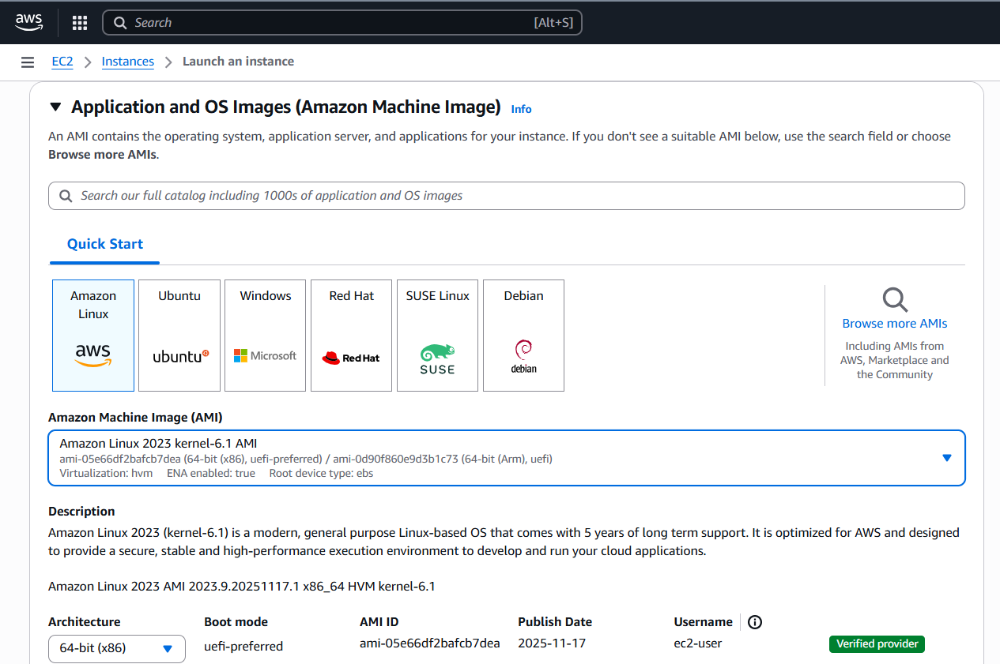 aws
Search [Alt+S]
EC2 > Instances > Launch an instance
Application and OS Images (Amazon Machine Image) Info
An AMI contains the operating system, application server, and applications for your instance. If you don't see a suitable AMI below, use the search field or choose
Browse more AMIs.
Search our full catalog including 1000s of application and OS images
Quick Start
Amazon
Linux
aws
Ubuntu
ubuntu
Windows
Microsoft
Red Hat
Red Hat
SUSE Linux
SUSE
Debian
debian
Browse more AMIs
Including AMIs from
AWS, Marketplace and
the Community
Amazon Machine Image (AMI)
Amazon Linux 2023 kernel-6.1 AMI
ami-05e66df2bafcb7dea (64-bit (x86), uefi-preferred) / ami-0d90f860e9d3b1c73 (64-bit (Arm), uefi)
Virtualization: hvm ENA enabled: true Root device type: ebs
Description
Amazon Linux 2023 (kernel-6.1) is a modern, general purpose Linux-based OS that comes with 5 years of long term support. It is optimized for AWS and designed
to provide a secure, stable and high-performance execution environment to develop and run your cloud applications.
Amazon Linux 2023 AMI 2023.9.20251117.1 x86_64 HVM kernel-6.1
Architecture Boot mode AMI ID Publish Date Username
64-bit (x86) uefi-preferred ami-05e66df2bafcb7dea 2025-11-17 ec2-user Verified provider